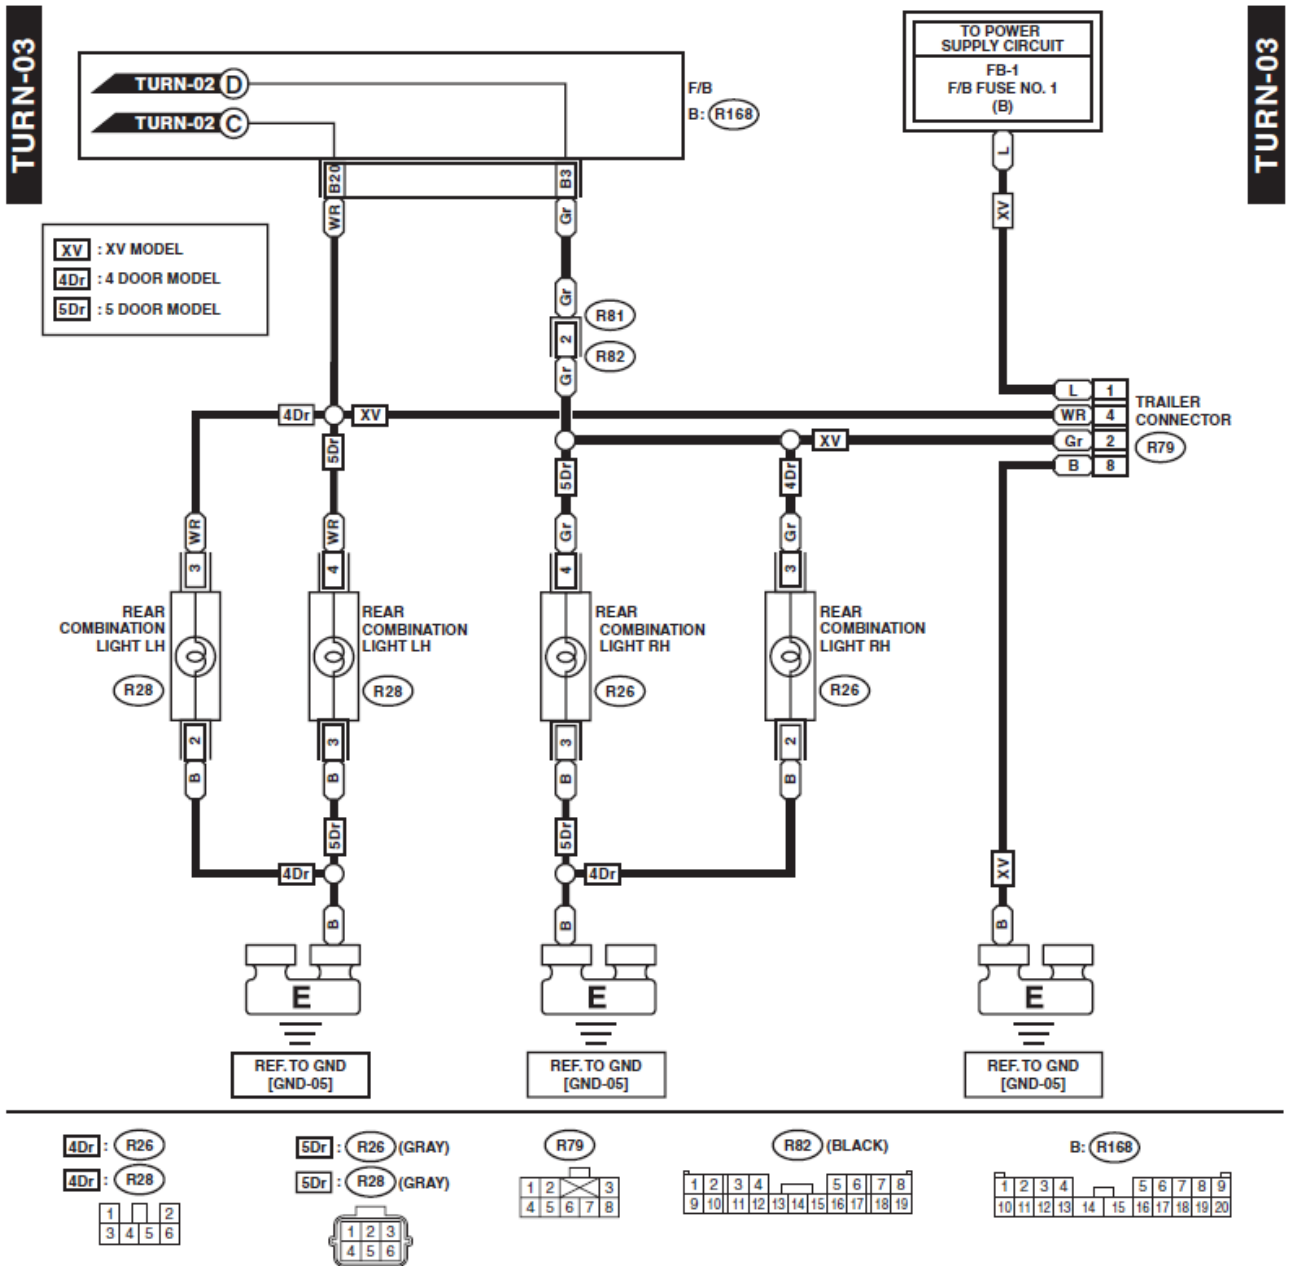 TURN-03
TURN-03
TO POWER
SUPPLY CIRCUIT
FB-1
F/B FUSE NO. 1
(B)
TURN-02 D
TURN-02 C
F/B
B: R168
B20
B3
L
WR
Gr
XV
XV : XV MODEL
4Dr : 4 DOOR MODEL
5Dr : 5 DOOR MODEL
Gr
R81
2
R82
Gr
L 1
WR 4
Gr 2
B 8
TRAILER
CONNECTOR
R79
4Dr
XV
5Dr
XV
5Dr
4Dr
WR
WR
Gr
Gr
3
4
4
3
REAR
COMBINATION
LIGHT LH
R28
REAR
COMBINATION
LIGHT LH
R28
REAR
COMBINATION
LIGHT RH
R26
REAR
COMBINATION
LIGHT RH
R26
2
3
3
2
B
B
B
B
5Dr
5Dr
XV
4Dr
4Dr
B
B
B
E
E
E
REF. TO GND
[GND-05]
REF. TO GND
[GND-05]
REF. TO GND
[GND-05]
4Dr : R26
4Dr : R28
1 2
3 4 5 6
5Dr : R26 (GRAY)
5Dr : R28 (GRAY)
1 2 3
4 5 6
R79
1 2 3
4 5 6 7 8
R82 (BLACK)
1 2 3 4 5 6 7 8
9 10 11 12 13 14 15 16 17 18 19
B: R168
1 2 3 4 5 6 7 8 9
10 11 12 13 14 15 16 17 18 19 20